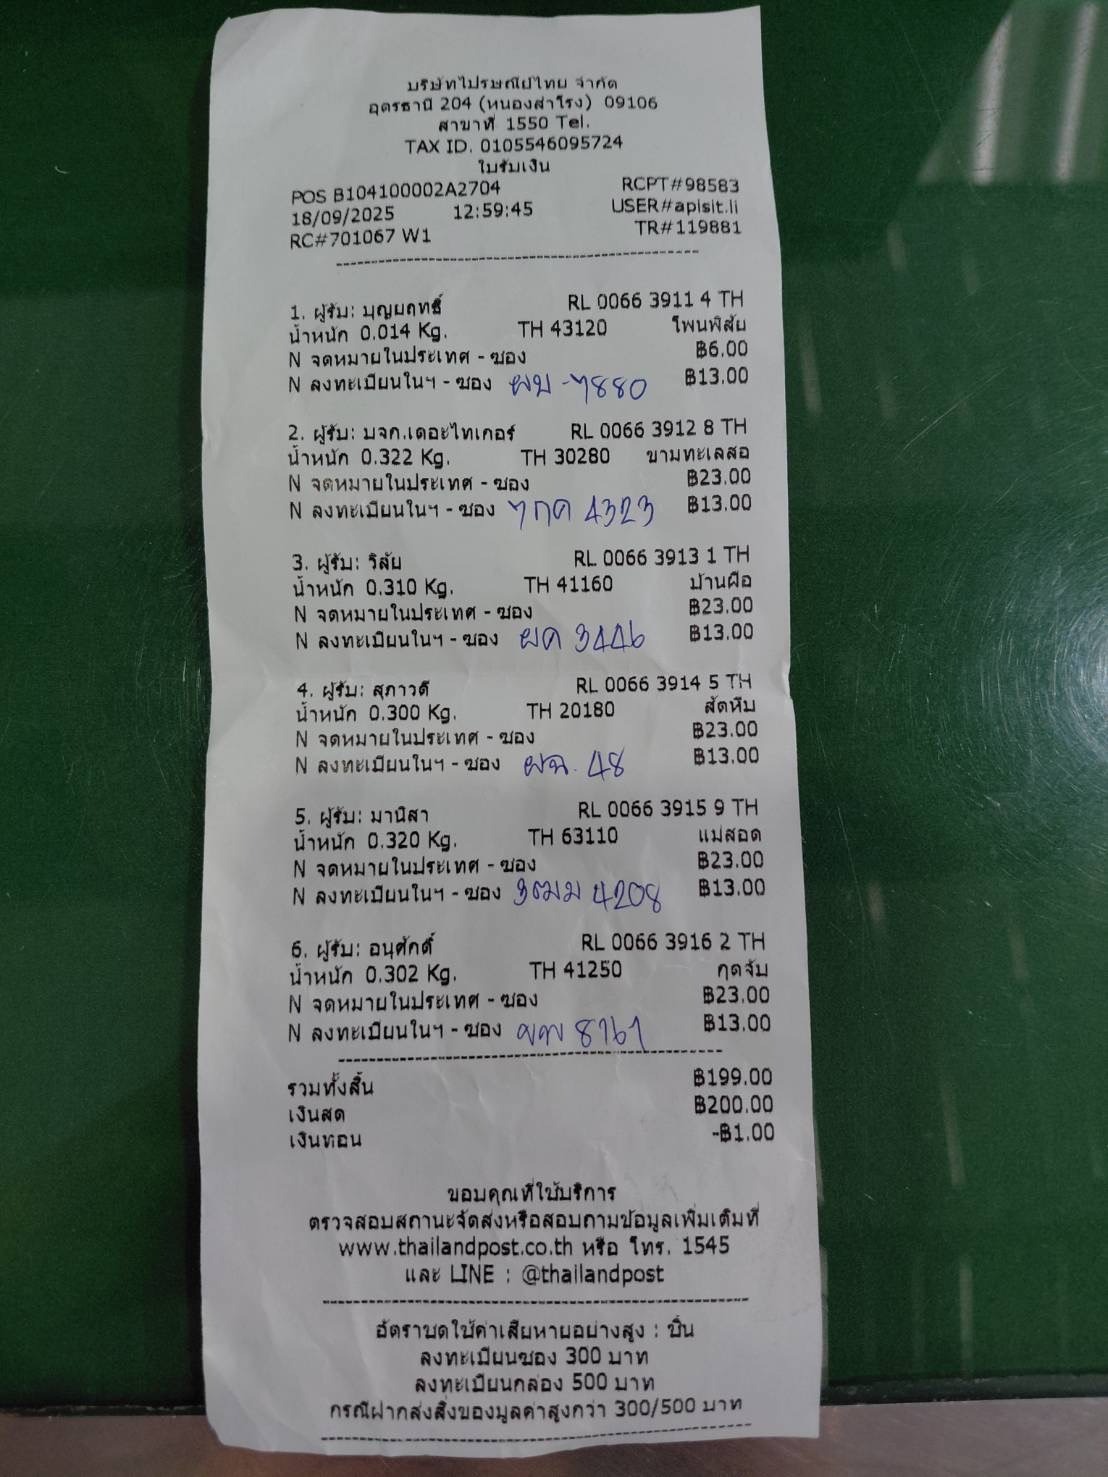 บริษัทไปรษณีย์ไทย จำกัด
อุดรธานี 204 (หนองสำโรง) 09106
สาขาที่ 1550 Tel.
TAX ID. 0105546095724
ใบรับเงิน
POS B104100002A2704 RCPT#98583
18/09/2025 12:59:45 USER#apisit.li
RC#701067 W1 TR#119881
1. ผู้รับ: บุญยฤทธิ์ RL 0066 3911 4 TH
น้ำหนัก 0.014 Kg. TH 43120 โพนพิสัย
N จดหมายในประเทศ - ซอง ฿6.00
N ลงทะเบียนในฯ - ซอง ผบ - 7880 ฿13.00
2. ผู้รับ: บจก.เดอะไทเกอร์ RL 0066 3912 8 TH
น้ำหนัก 0.322 Kg. TH 30280 ขามทะเลสอ
N จดหมายในประเทศ - ซอง ฿23.00
N ลงทะเบียนในฯ - ซอง 7กค 4323 ฿13.00
3. ผู้รับ: วิลัย RL 0066 3913 1 TH
น้ำหนัก 0.310 Kg. TH 41160 บ้านผือ
N จดหมายในประเทศ - ซอง ฿23.00
N ลงทะเบียนในฯ - ซอง ผค 3446 ฿13.00
4. ผู้รับ: สุภาวดี RL 0066 3914 5 TH
น้ำหนัก 0.300 Kg. TH 20180 สัตหีบ
N จดหมายในประเทศ - ซอง ฿23.00
N ลงทะเบียนในฯ - ซอง ผฉ. 48 ฿13.00
5. ผู้รับ: มานิสา RL 0066 3915 9 TH
น้ำหนัก 0.320 Kg. TH 63110 แม่สอด
N จดหมายในประเทศ - ซอง ฿23.00
N ลงทะเบียนในฯ - ซอง 4208 ฿13.00
6. ผู้รับ: อนุศักดิ์ RL 0066 3916 2 TH
น้ำหนัก 0.302 Kg. TH 41250 กุดจับ
N จดหมายในประเทศ - ซอง ฿23.00
N ลงทะเบียนในฯ - ซอง ฿13.00
รวมทั้งสิ้น ฿199.00
เงินสด ฿200.00
เงินทอน -฿1.00
ขอบคุณที่ใช้บริการ
ตรวจสอบสถานะจัดส่งหรือสอบถามข้อมูลเพิ่มเติมที่
www.thailandpost.co.th หรือ โทร. 1545
และ LINE : @thailandpost
อัตราชดใช้ค่าเสียหายอย่างสูง : ชิ้น
ลงทะเบียนซอง 300 บาท
ลงทะเบียนกล่อง 500 บาท
กรณีฝากส่งสิ่งของมูลค่าสูงกว่า 300/500 บาท